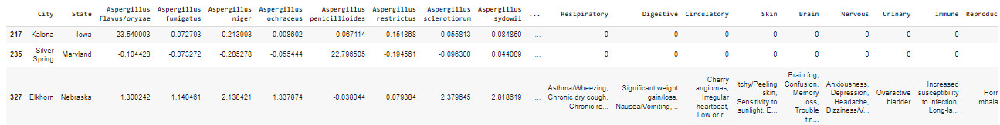 City State Aspergillus flavus/oryzae Aspergillus fumigatus Aspergillus niger Aspergillus ochraceus Aspergillus penicillioides Aspergillus restrictus Aspergillus sclerotiorum Aspergillus sydowii ... Resipiratory Digestive Circulatory Skin Brain Nervous Urinary Immune Reproduc
217 Kalona Iowa 23.549903 -0.072793 -0.213993 -0.008602 -0.067114 -0.151868 -0.055813 -0.084850 ... 0 0 0 0 0 0 0 0
235 Silver Spring Maryland -0.104428 -0.073272 -0.285278 -0.055444 22.796505 -0.194561 -0.096300 0.044089 ... 0 0 0 0 0 0 0 0
327 Elkhorn Nebraska 1.300242 1.140461 2.138421 1.337874 -0.038044 0.079384 2.379645 2.818619 ... Asthma/Wheezing, Chronic dry cough, Chronic re... Significant weight gain/loss, Nausea/Vomiting,... Cherry angiomas, Irregular heartbeat, Low or r... Itchy/Peeling skin, Sensitivity to sunlight, E... Brain fog, Confusion, Memory loss, Trouble fin... Anxiousness, Depression, Headache, Dizziness/V... Overactive bladder Increased susceptibility to infection, Long-la... Horn imbala